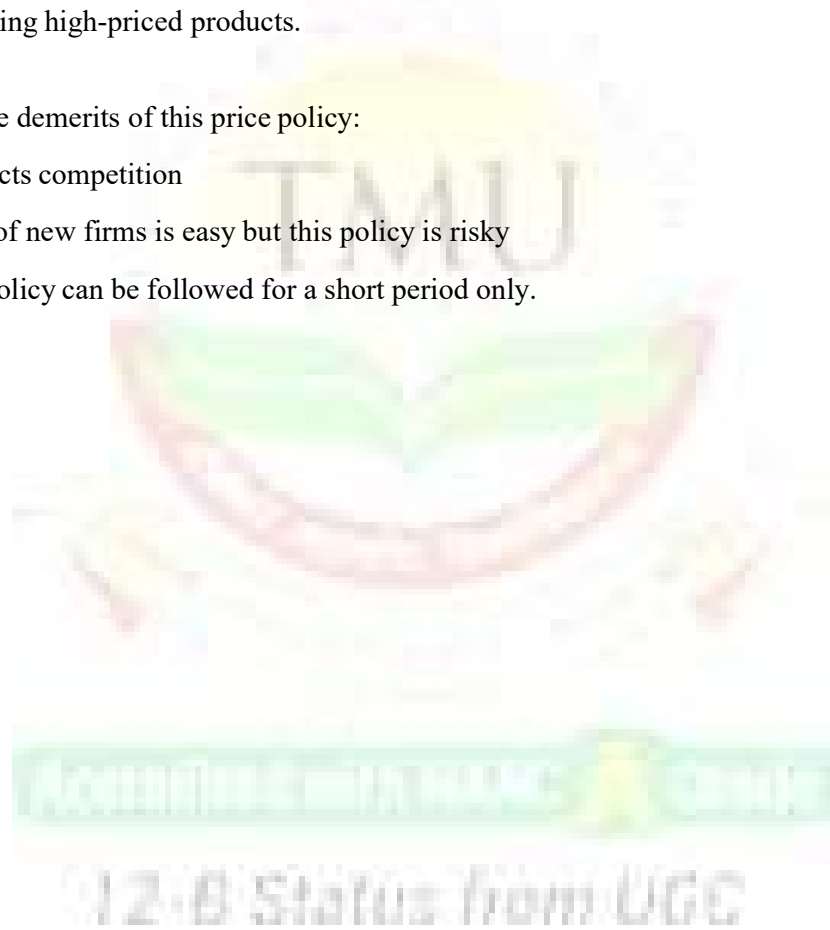 ing high-priced products.
e demerits of this price policy:
cts competition
of new firms is easy but this policy is risky
olicy can be followed for a short period only.
TMU
12-B Status from UGC